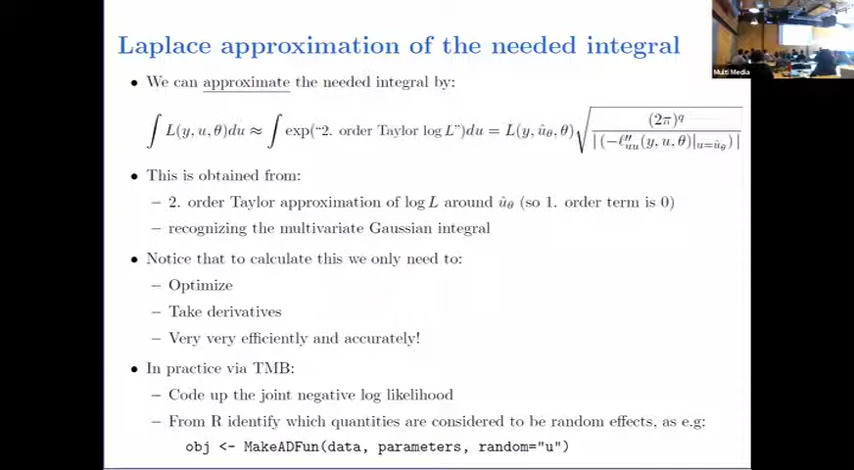 Laplace approximation of the needed integral
• We can approximate the needed integral by:
∫ L(y, u, θ)du ≈ ∫ exp(“2. order Taylor log L”)du = L(y, û_θ, θ) √((2π)^q / |(−ℓ''_uu(y, u, θ)|_{u=û_θ})|)
• This is obtained from:
– 2. order Taylor approximation of log L around û_θ (so 1. order term is 0)
– recognizing the multivariate Gaussian integral
• Notice that to calculate this we only need to:
– Optimize
– Take derivatives
– Very very efficiently and accurately!
• In practice via TMB:
– Code up the joint negative log likelihood
– From R identify which quantities are considered to be random effects, as e.g:
obj <- MakeADFun(data, parameters, random="u")
Multi Media